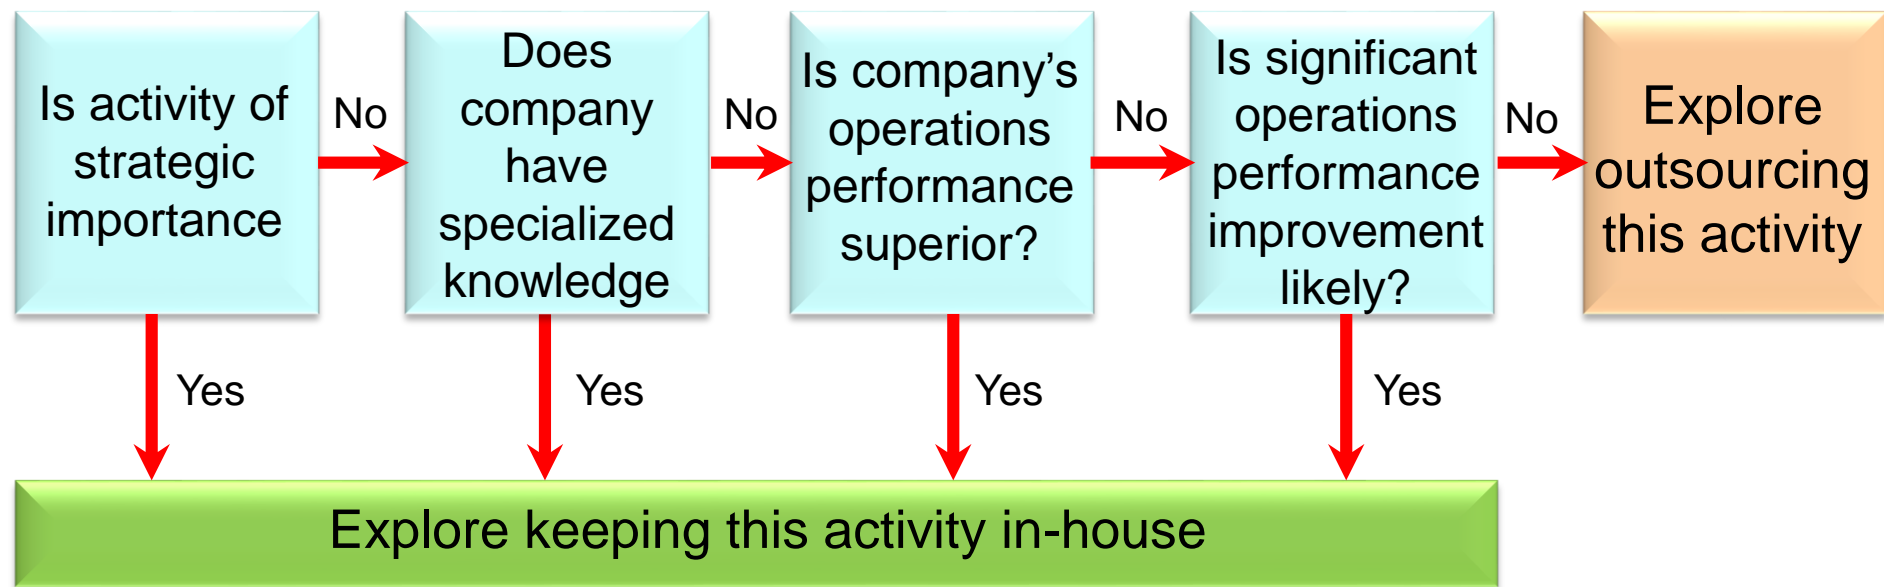 Is activity of
strategic
importance
No
Does
company
have
specialized
knowledge
No
Is company’s
operations
performance
superior?
No
Is significant
operations
performance
improvement
likely?
No
Explore
outsourcing
this activity
Yes
Yes
Yes
Yes
Explore keeping this activity in-house